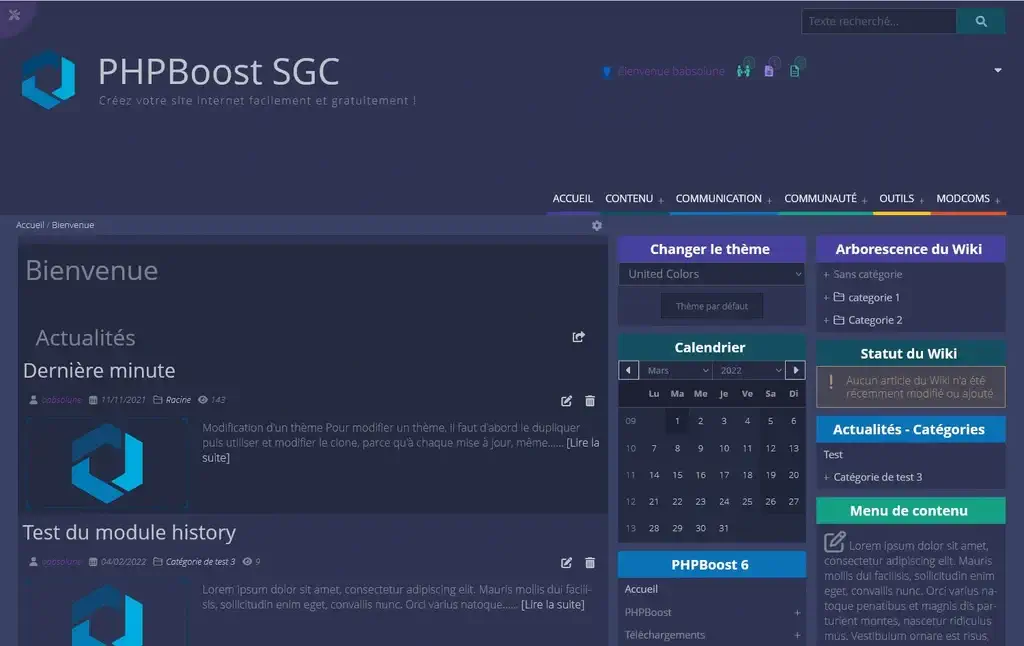 Texte recherché...
PHPBoost SGC
Créez votre site internet facilement et gratuitement !
Bienvenue babsolune
ACCUEIL CONTENU + COMMUNICATION + COMMUNAUTÉ + OUTILS + MODCOMS +
Accueil / Bienvenue
Bienvenue
Actualités
Dernière minute
babsolune 11/11/2021 Racine 143
Modification d'un thème Pour modifier un thème, il faut d'abord le dupliquer
puis utiliser et modifier le clone, parce qu'à chaque mise à jour, même...... [Lire la
suite]
Test du module history
babsolune 04/02/2022 Catégorie de test 3 9
Lorem ipsum dolor sit amet, consectetur adipiscing elit. Mauris mollis dui facili-
sis, sollicitudin enim eget, convallis nunc. Orci varius natoque...... [Lire la suite]
Changer le thème
United Colors
Thème par défaut
Calendrier
Mars 2022
Lu Ma Me Je Ve Sa Di
09 1 2 3 4 5 6
10 7 8 9 10 11 12 13
11 14 15 16 17 18 19 20
12 21 22 23 24 25 26 27
13 28 29 30 31
PHPBoost 6
Accueil
PHPBoost +
Téléchargements +
Arborescence du Wiki
+ Sans catégorie
+ categorie 1
+ Categorie 2
Statut du Wiki
! Aucun article du Wiki n'a été
récemment modifié ou ajouté
Actualités - Catégories
Test
+ Catégorie de test 3
Menu de contenu
Lorem ipsum dolor sit amet,
consectetur adipiscing elit. Mauris
mollis dui facilisis, sollicitudin enim
eget, convallis nunc. Orci varius na-
toque penatibus et magnis dis par-
turient montes, nascetur ridiculus
mus. Vestibulum ornare est risus,